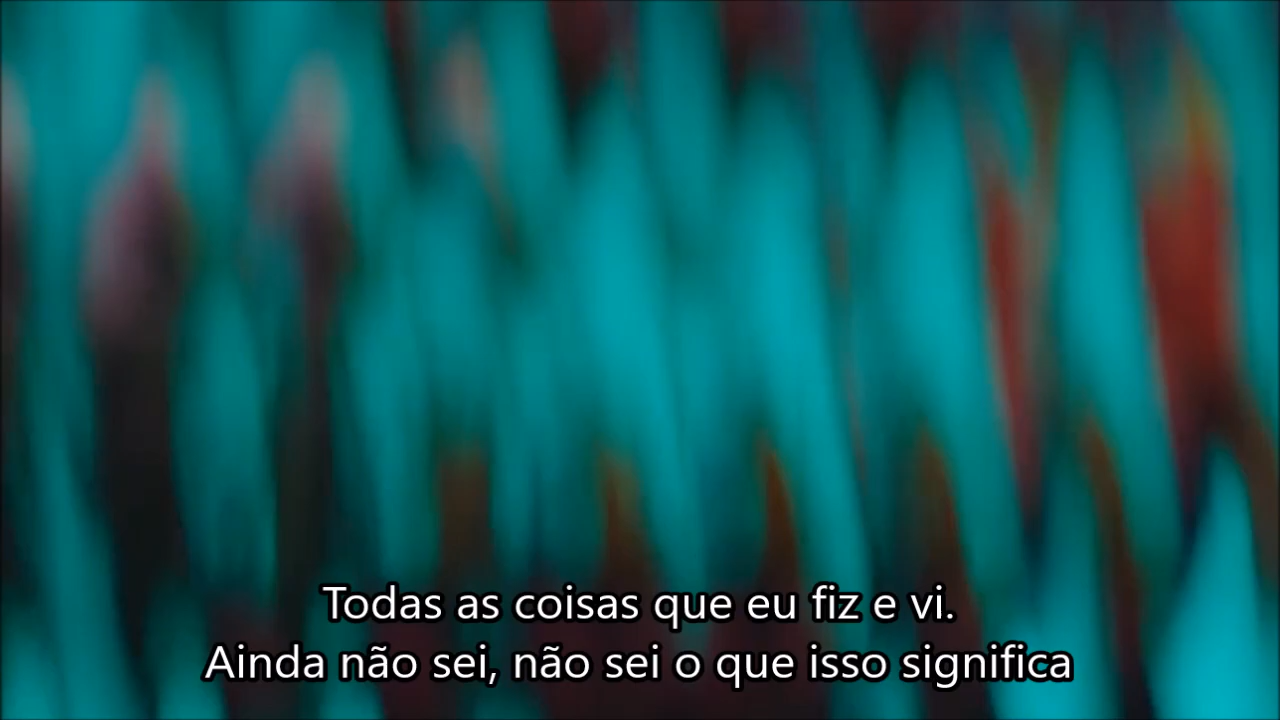 Todas as coisas que eu fiz e vi.
Ainda não sei, não sei o que isso significa